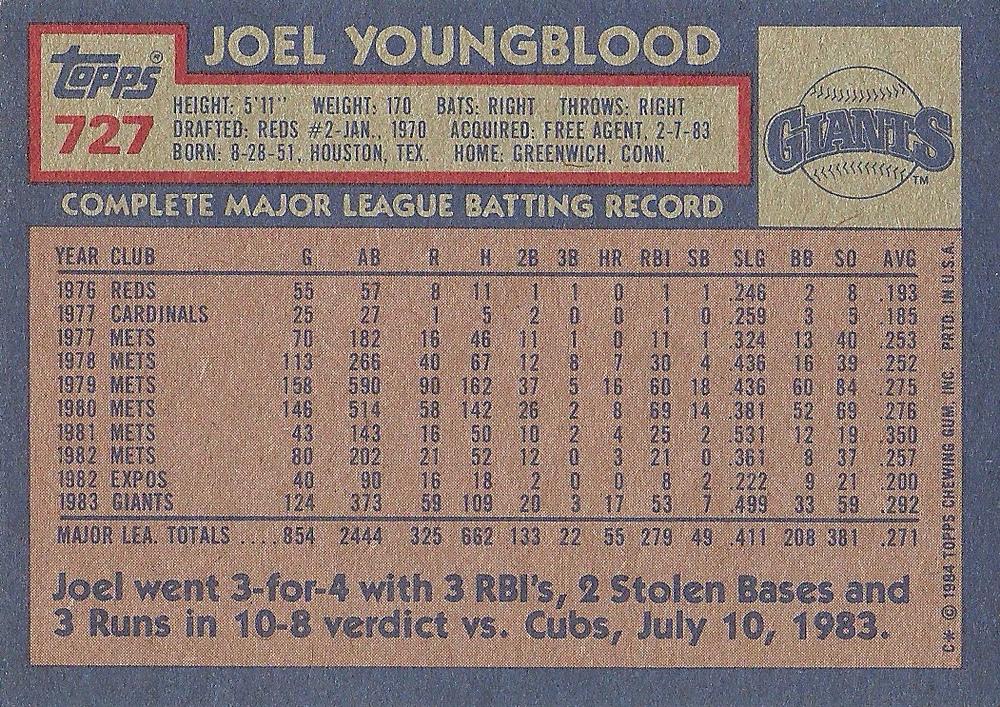 JOEL YOUNGBLOOD
Topps®
727
HEIGHT: 5'11" WEIGHT: 170 BATS: RIGHT THROWS: RIGHT
DRAFTED: REDS #2-JAN., 1970 ACQUIRED: FREE AGENT, 2-7-83
BORN: 8-28-51, HOUSTON, TEX. HOME: GREENWICH, CONN.
GIANTS TM
COMPLETE MAJOR LEAGUE BATTING RECORD
YEAR CLUB G AB R H 2B 3B HR RBI SB SLG BB SO AVG
1976 REDS 55 57 8 11 1 1 0 1 1 .246 2 8 .193
1977 CARDINALS 25 27 1 5 2 0 0 1 0 .259 3 5 .185
1977 METS 70 182 16 46 11 1 0 11 1 .324 13 40 .253
1978 METS 113 266 40 67 12 8 7 30 4 .436 16 39 .252
1979 METS 158 590 90 162 37 5 16 60 18 .436 60 84 .275
1980 METS 146 514 58 142 26 2 8 69 14 .381 52 69 .276
1981 METS 43 143 16 50 10 2 4 25 2 .531 12 19 .350
1982 METS 80 202 21 52 12 0 3 21 0 .361 8 37 .257
1982 EXPOS 40 90 16 18 2 0 0 8 2 .222 9 21 .200
1983 GIANTS 124 373 59 109 20 3 17 53 7 .499 33 59 .292
MAJOR LEA. TOTALS .... 854 2444 325 662 133 22 55 279 49 .411 208 381 .271
Joel went 3-for-4 with 3 RBI's, 2 Stolen Bases and
3 Runs in 10-8 verdict vs. Cubs, July 10, 1983.
C* © 1984 TOPPS CHEWING GUM, INC. PRTD. IN U.S.A.